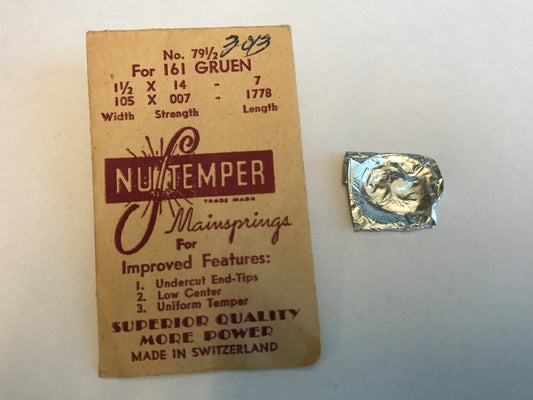 No. 79½
For 161 GRUEN
1½ X 14 - 7
105 X 007 - 1778
Width Strength Length
NU-TEMPER
TRADE MARK
Mainsprings
For
Improved Features:
1. Undercut End-Tips
2. Low Center
3. Uniform Temper
SUPERIOR QUALITY
MORE POWER
MADE IN SWITZERLAND